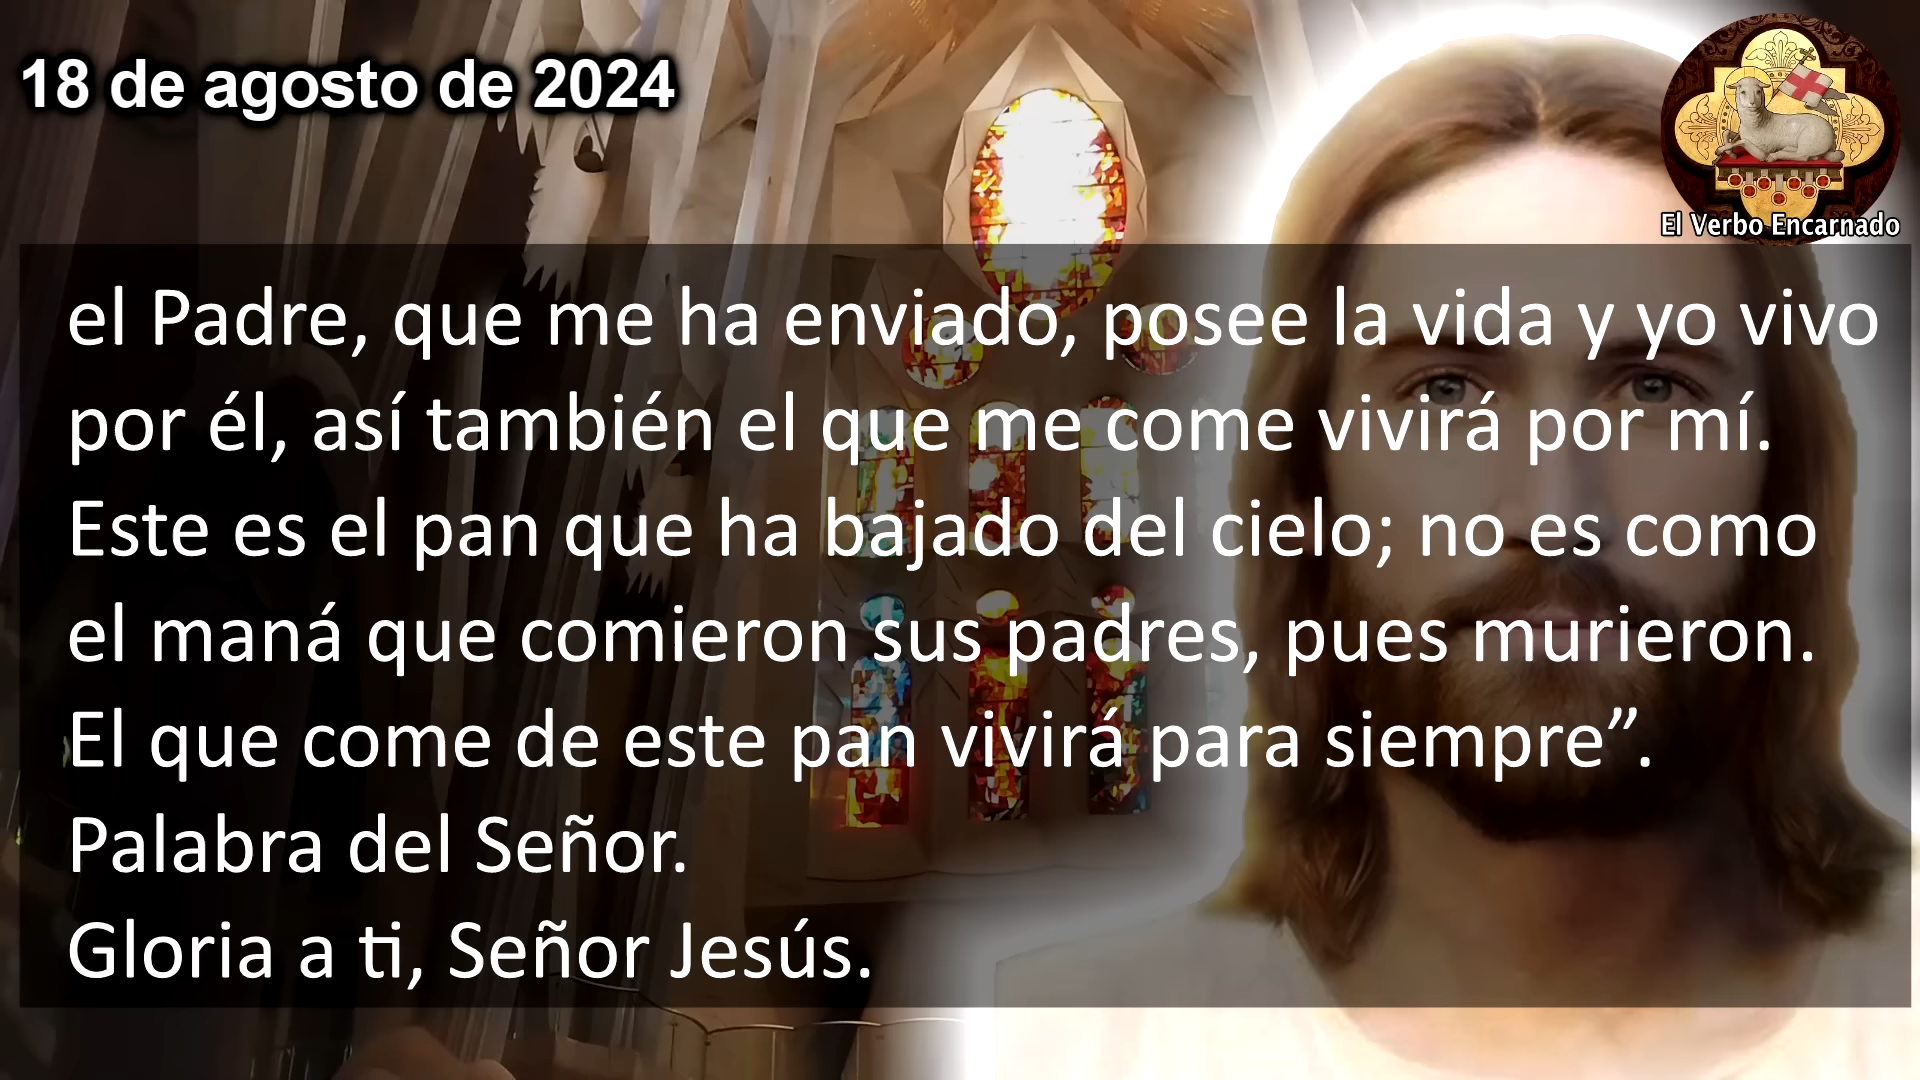 18 de agosto de 2024
El Verbo Encarnado
el Padre, que me ha enviado, posee la vida y yo vivo
por él, así también el que me come vivirá por mí.
Este es el pan que ha bajado del cielo; no es como
el maná que comieron sus padres, pues murieron.
El que come de este pan vivirá para siempre”.
Palabra del Señor.
Gloria a ti, Señor Jesús.